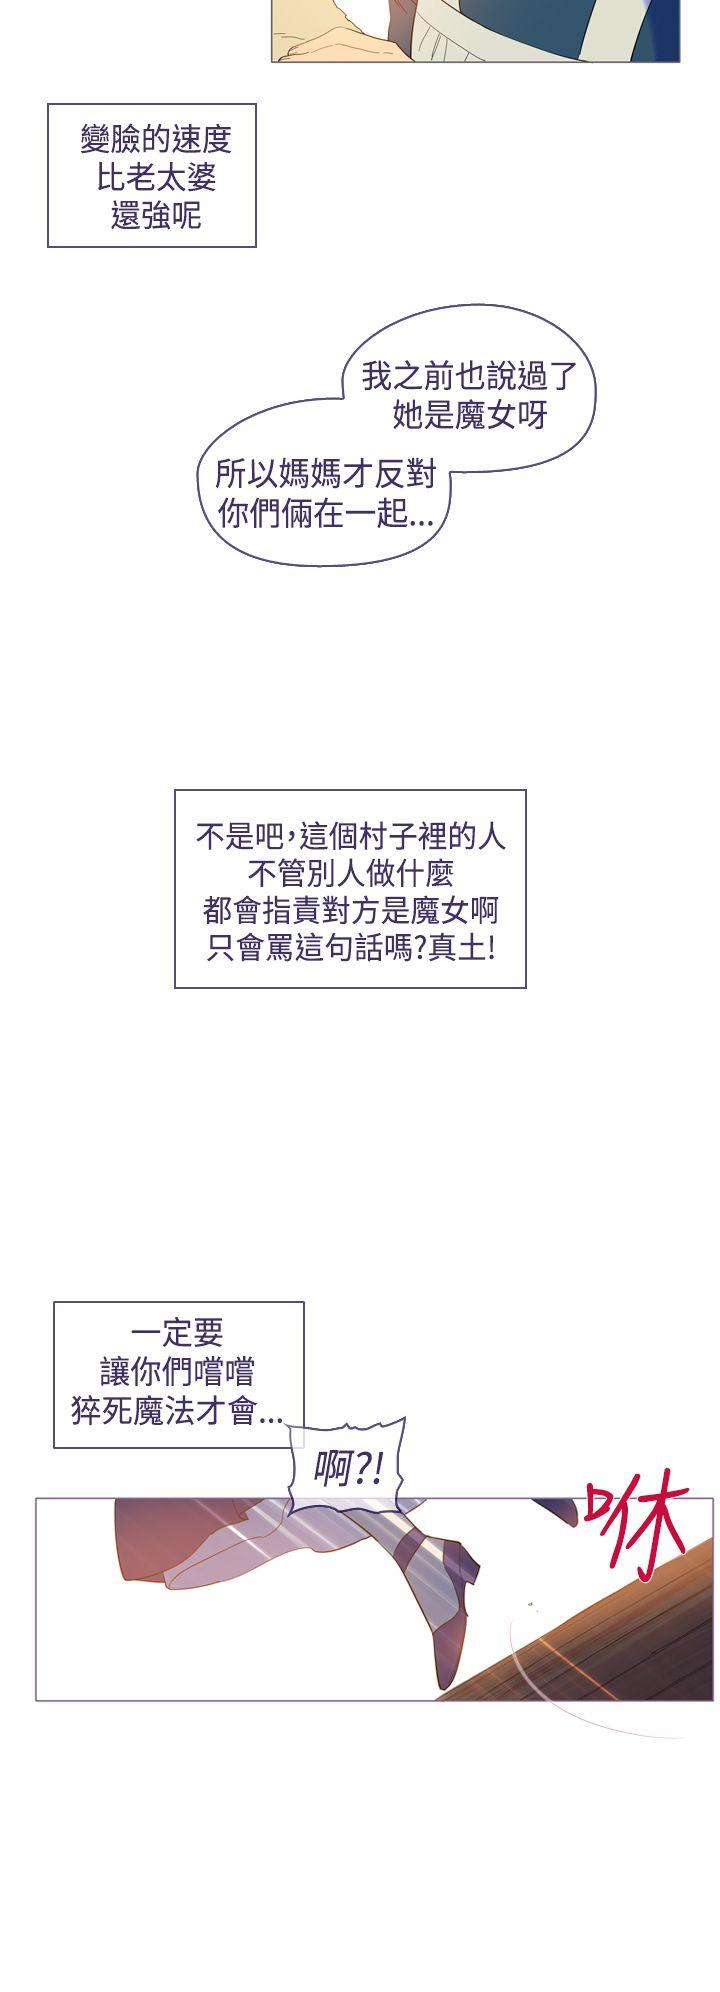 變臉的速度
比老太婆
還強呢
我之前也說過了
她是魔女呀
所以媽媽才反對
你們倆在一起...
不是吧,這個村子裡的人
不管別人做什麼
都會指責對方是魔女啊
只會罵這句話嗎?真土!
一定要
讓你們嚐嚐
猝死魔法才會...
啊?!
咻